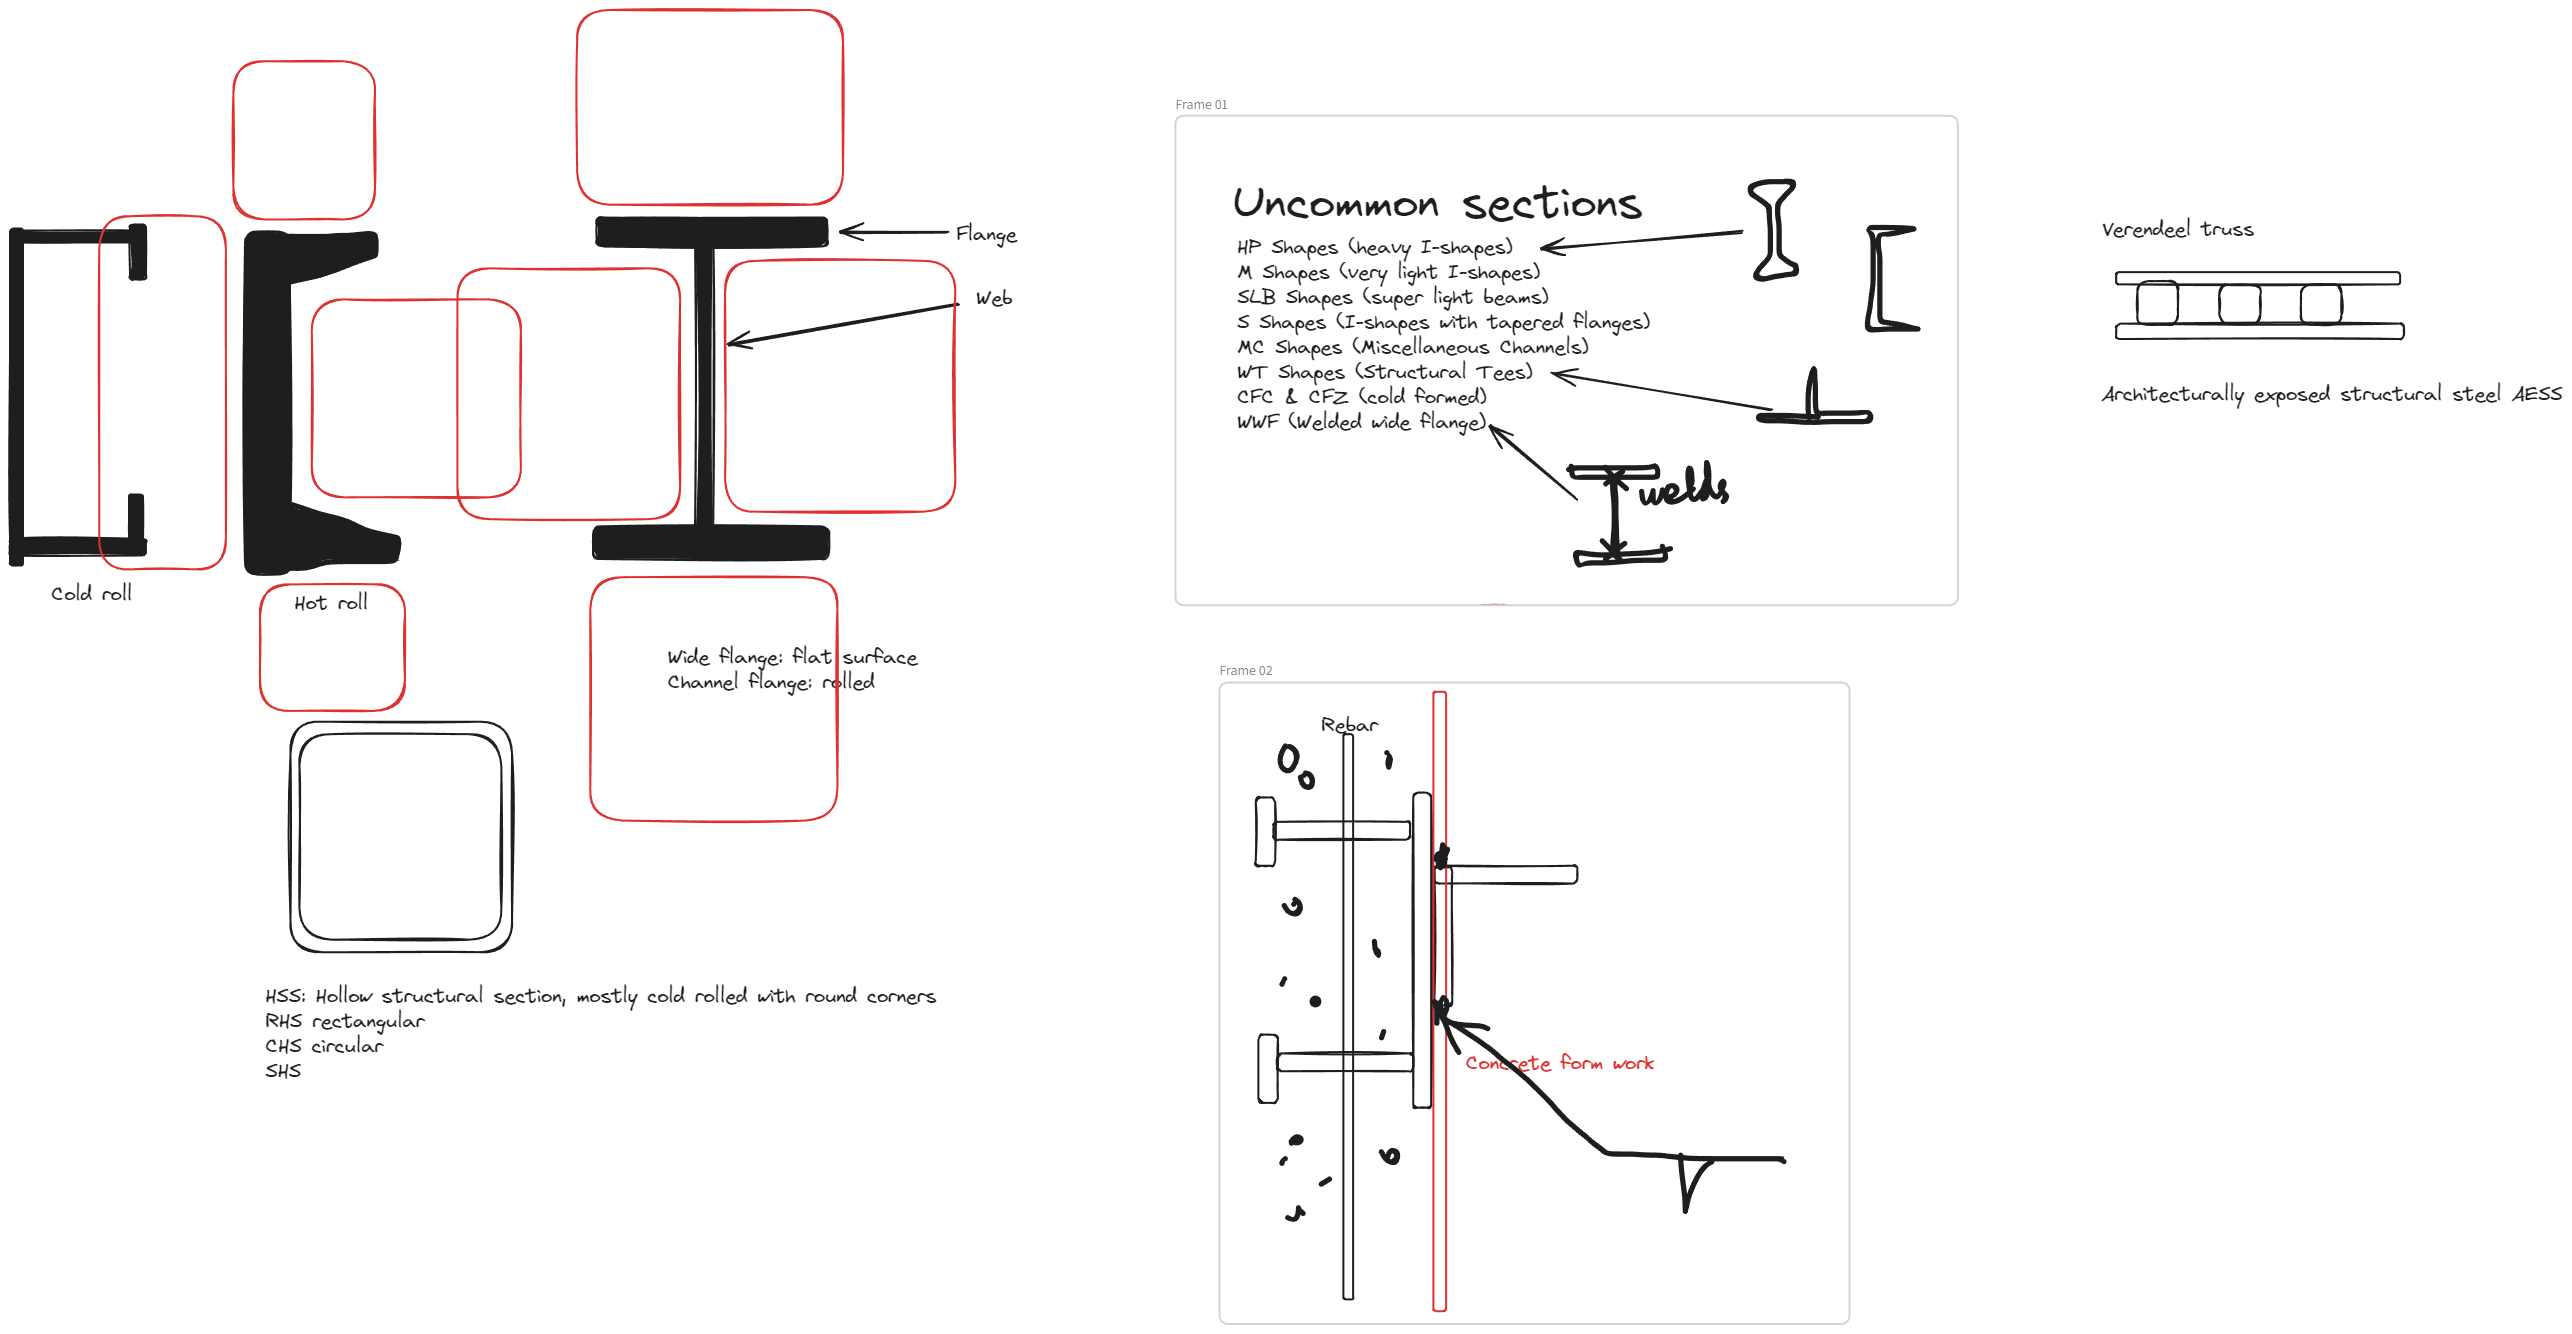 Flange
Web
Cold roll
Hot roll
Wide flange: flat surface
Channel flange: rolled
HSS: Hollow structural section, mostly cold rolled with round corners
RHS rectangular
CHS circular
SHS
Frame 01
Uncommon sections
HP Shapes (heavy I-shapes)
M Shapes (very light I-shapes)
SLB Shapes (super light beams)
S Shapes (I-shapes with tapered flanges)
MC Shapes (Miscellaneous Channels)
WT Shapes (Structural Tees)
CFC & CFZ (cold formed)
WWF (Welded wide flange)
welds
Frame 02
Rebar
Concrete form work
Verendeel truss
Architecturally exposed structural steel AESS